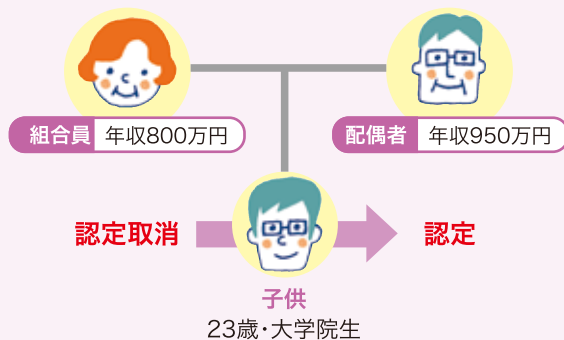 組合員 年収800万円
配偶者 年収950万円
認定取消
認定
子供
23歳・大学院生